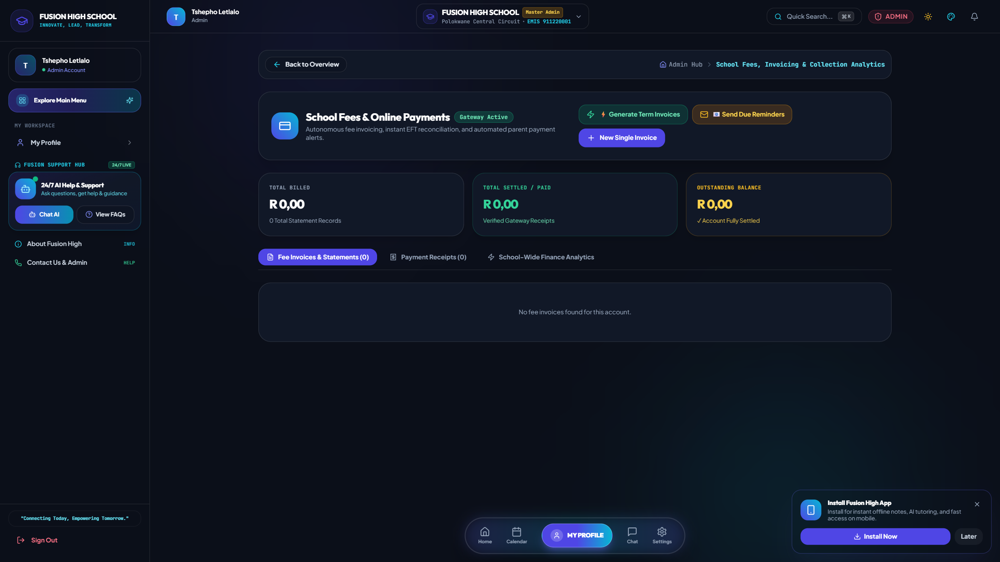 FUSION HIGH SCHOOL
INNOVATE, LEAD, TRANSFORM
T
Tshepho Letlalo
Admin Account
Explore Main Menu
MY WORKSPACE
My Profile
FUSION SUPPORT HUB
24/7 LIVE
24/7 AI Help & Support
Ask questions, get help & guidance
Chat AI
View FAQs
About Fusion High
INFO
Contact Us & Admin
HELP
"Connecting Today, Empowering Tomorrow."
Sign Out
T
Tshepho Letlalo
Admin
FUSION HIGH SCHOOL
Master Admin
Polokwane Central Circuit • EMIS 911220001
Quick Search...
⌘K
ADMIN
Back to Overview
Admin Hub
School Fees, Invoicing & Collection Analytics
School Fees & Online Payments
Gateway Active
Autonomous fee invoicing, instant EFT reconciliation, and automated parent payment
alerts.
⚡ Generate Term Invoices
📧 Send Due Reminders
New Single Invoice
TOTAL BILLED
R 0,00
0 Total Statement Records
TOTAL SETTLED / PAID
R 0,00
Verified Gateway Receipts
OUTSTANDING BALANCE
R 0,00
✓ Account Fully Settled
Fee Invoices & Statements (0)
Payment Receipts (0)
School-Wide Finance Analytics
No fee invoices found for this account.
Home
Calendar
MY PROFILE
Chat
Settings
Install Fusion High App
Install for instant offline notes, AI tutoring, and fast
access on mobile.
Install Now
Later